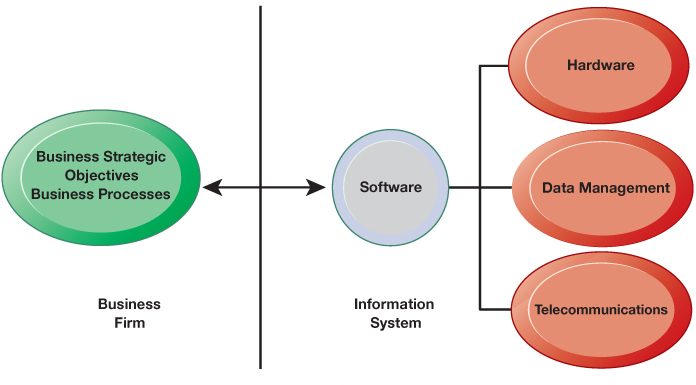 Business Strategic
Objectives
Business Processes
Business
Firm
Software
Information
System
Hardware
Data Management
Telecommunications